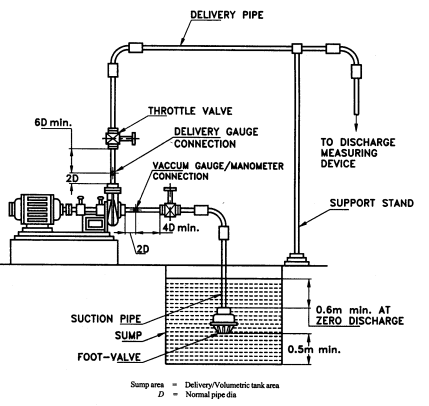 DELIVERY PIPE
6D min.
THROTTLE VALVE
DELIVERY GAUGE
CONNECTION
2D
VACCUM GAUGE/MANOMETER
CONNECTION
TO DISCHARGE
MEASURING
DEVICE
2D
4D min.
SUPPORT STAND
SUCTION PIPE
SUMP
FOOT-VALVE
0.6m min. AT
ZERO DISCHARGE
0.5m min.
Sump area = Delivery/Volumetric tank area
D = Normal pipe dia